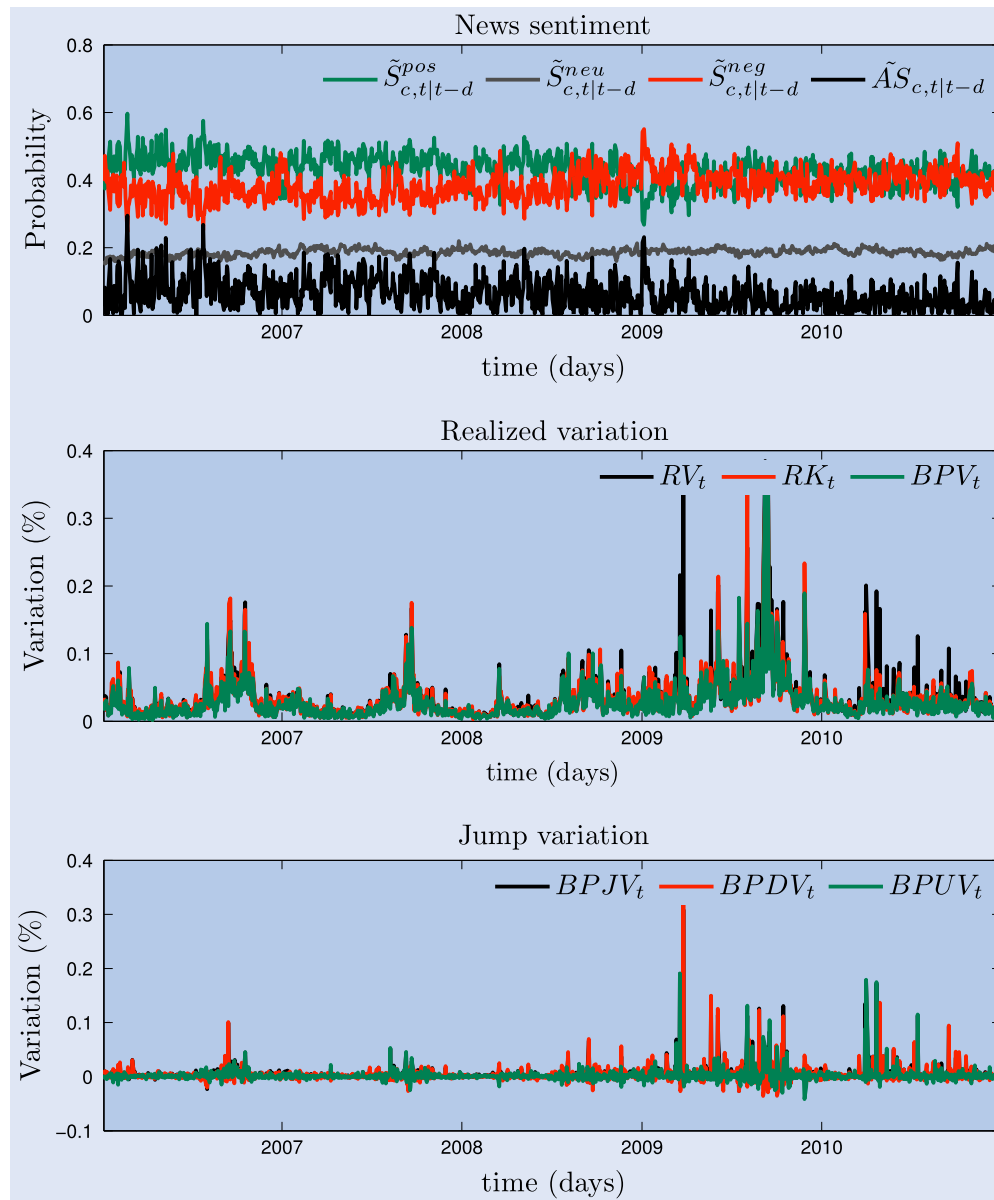 News sentiment
0.8
S̃^{pos}_{c,t|t−d} S̃^{neu}_{c,t|t−d} S̃^{neg}_{c,t|t−d} ÃS_{c,t|t−d}
0.6
Probability
0.4
0.2
0
2007 2008 2009 2010
time (days)
Realized variation
0.4
RV_t RK_t BPV_t
0.3
Variation (%)
0.2
0.1
0
2007 2008 2009 2010
time (days)
Jump variation
0.4
BPJV_t BPDV_t BPUV_t
0.3
Variation (%)
0.2
0.1
0
−0.1
2007 2008 2009 2010
time (days)